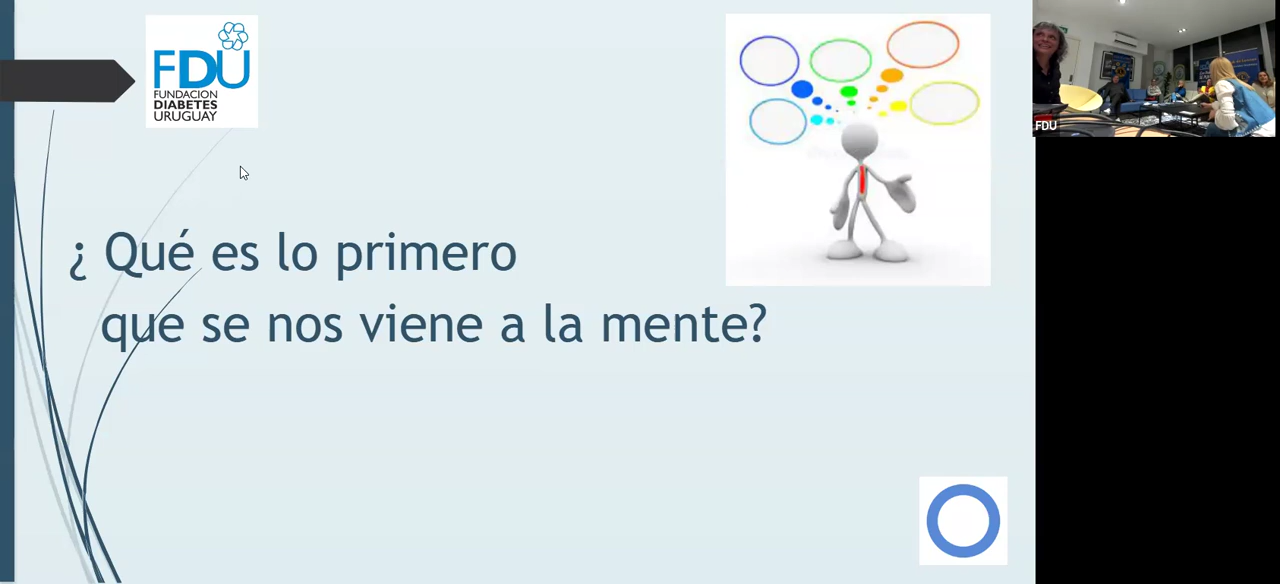 FDU
FUNDACION
DIABETES
URUGUAY
¿ Qué es lo primero
que se nos viene a la mente?
FDU